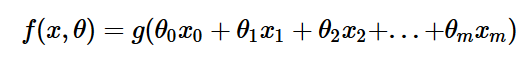 f(x, θ) = g(θ₀x₀ + θ₁x₁ + θ₂x₂+...+θₘxₘ)